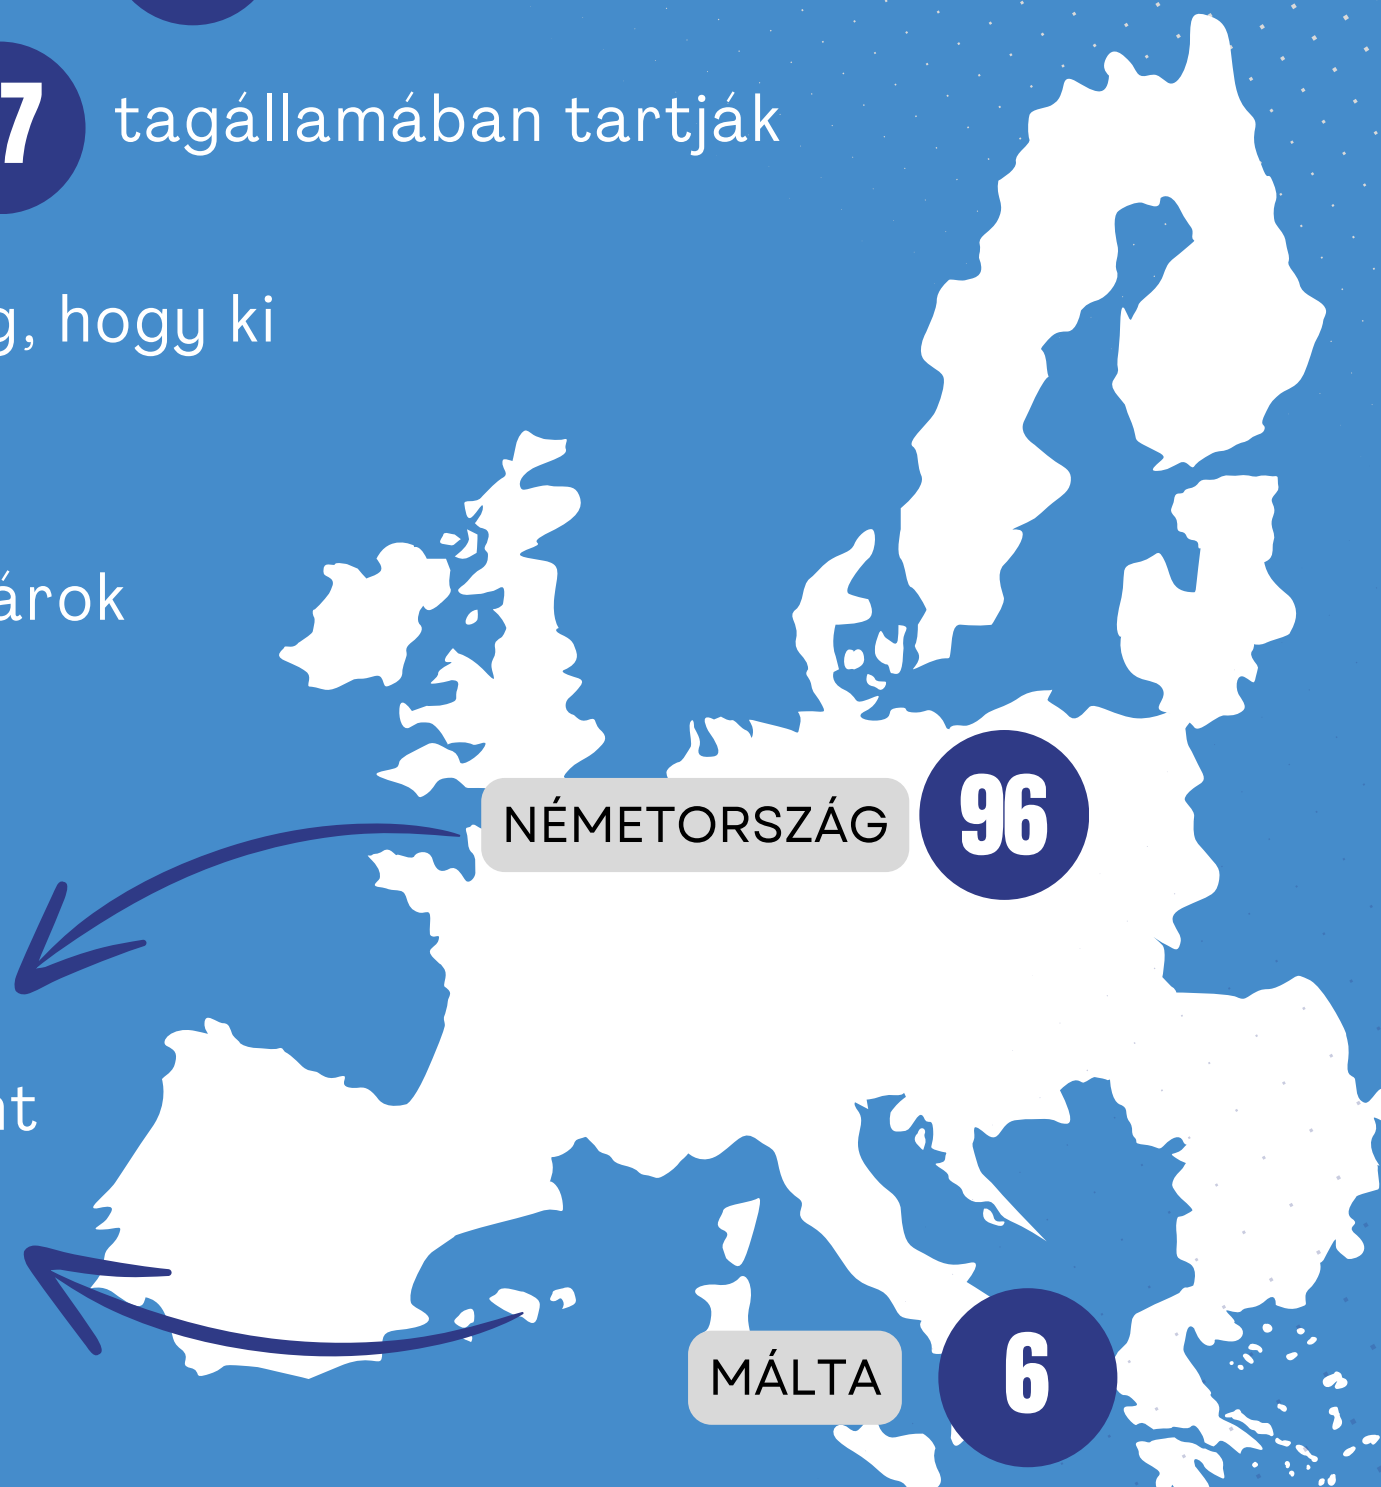 7 tagállamában tartják
g, hogy ki
árok
NÉMETORSZÁG 96
nt
MÁLTA 6